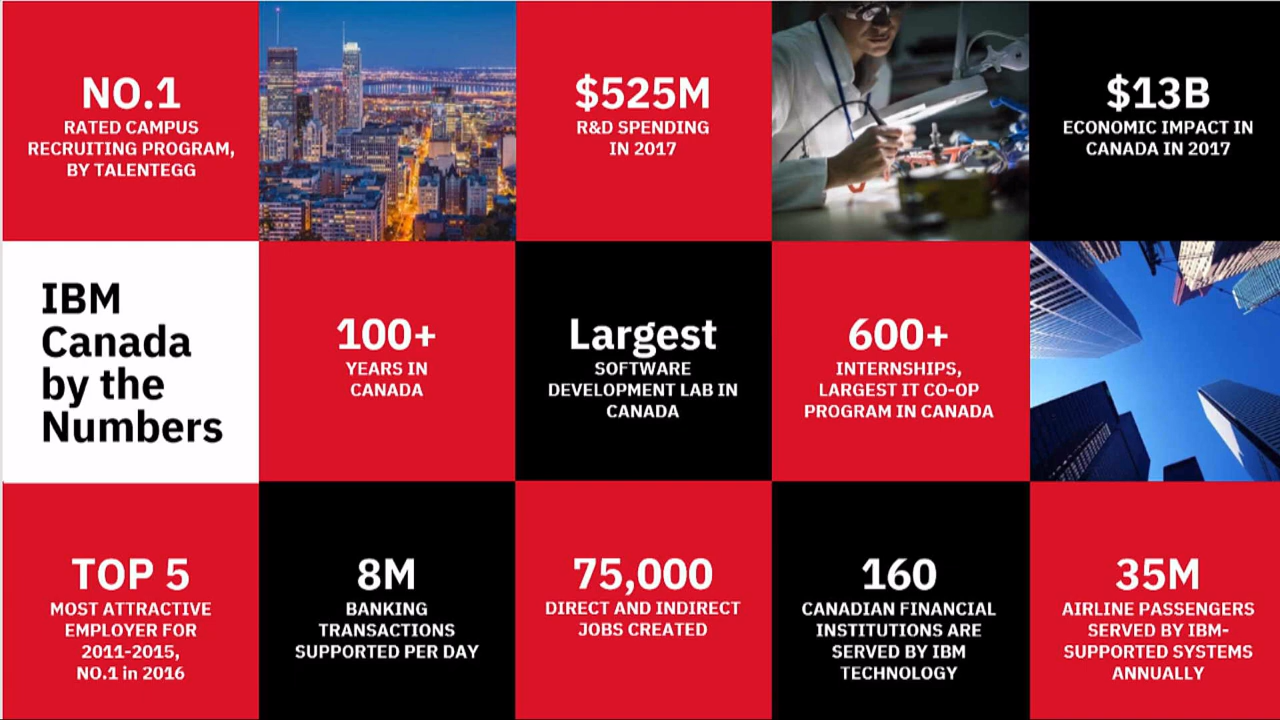 NO.1
RATED CAMPUS
RECRUITING PROGRAM,
BY TALENTEGG
$525M
R&D SPENDING
IN 2017
$13B
ECONOMIC IMPACT IN
CANADA IN 2017
IBM
Canada
by the
Numbers
100+
YEARS IN
CANADA
Largest
SOFTWARE
DEVELOPMENT LAB IN
CANADA
600+
INTERNSHIPS,
LARGEST IT CO-OP
PROGRAM IN CANADA
TOP 5
MOST ATTRACTIVE
EMPLOYER FOR
2011-2015,
NO.1 in 2016
8M
BANKING
TRANSACTIONS
SUPPORTED PER DAY
75,000
DIRECT AND INDIRECT
JOBS CREATED
160
CANADIAN FINANCIAL
INSTITUTIONS ARE
SERVED BY IBM
TECHNOLOGY
35M
AIRLINE PASSENGERS
SERVED BY IBM-
SUPPORTED SYSTEMS
ANNUALLY